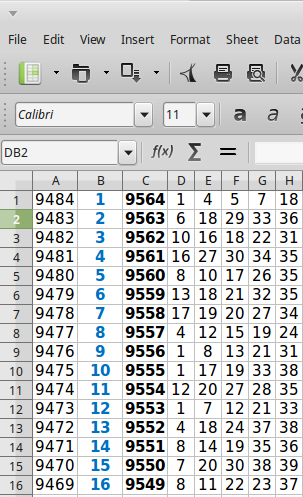 File Edit View Insert Format Sheet Data
Calibri 11 a a
DB2 f(x) Σ =
A B C D E F G H
1 9484 1 9564 1 4 5 7 18
2 9483 2 9563 6 18 29 33 36
3 9482 3 9562 10 16 18 22 31
4 9481 4 9561 16 27 30 34 35
5 9480 5 9560 8 10 17 26 35
6 9479 6 9559 13 18 21 32 35
7 9478 7 9558 17 19 20 27 34
8 9477 8 9557 4 12 15 19 24
9 9476 9 9556 1 8 13 21 31
10 9475 10 9555 1 17 19 33 38
11 9474 11 9554 12 20 27 28 35
12 9473 12 9553 1 7 12 21 33
13 9472 13 9552 4 18 24 37 38
14 9471 14 9551 8 14 19 35 36
15 9470 15 9550 7 20 30 38 39
16 9469 16 9549 8 11 22 23 37